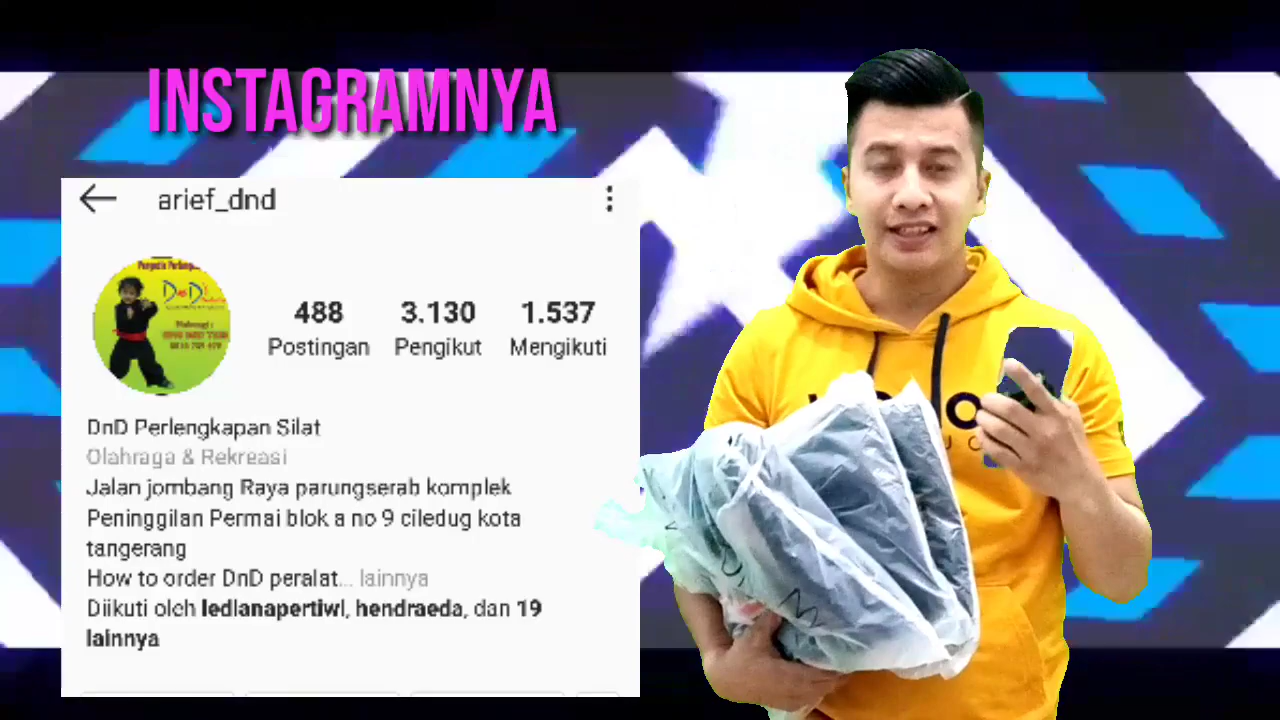 INSTAGRAMNYA
arief_dnd
488
3.130
1.537
Postingan
Pengikut
Mengikuti
DnD Perlengkapan Silat
Olahraga & Rekreasi
Jalan jombang Raya parungserab komplek
Peninggilan Permai blok a no 9 ciledug kota
tangerang
How to order DnD peralat... lainnya
Diikuti oleh ledianapertiwi, hendraeda, dan 19
lainnya